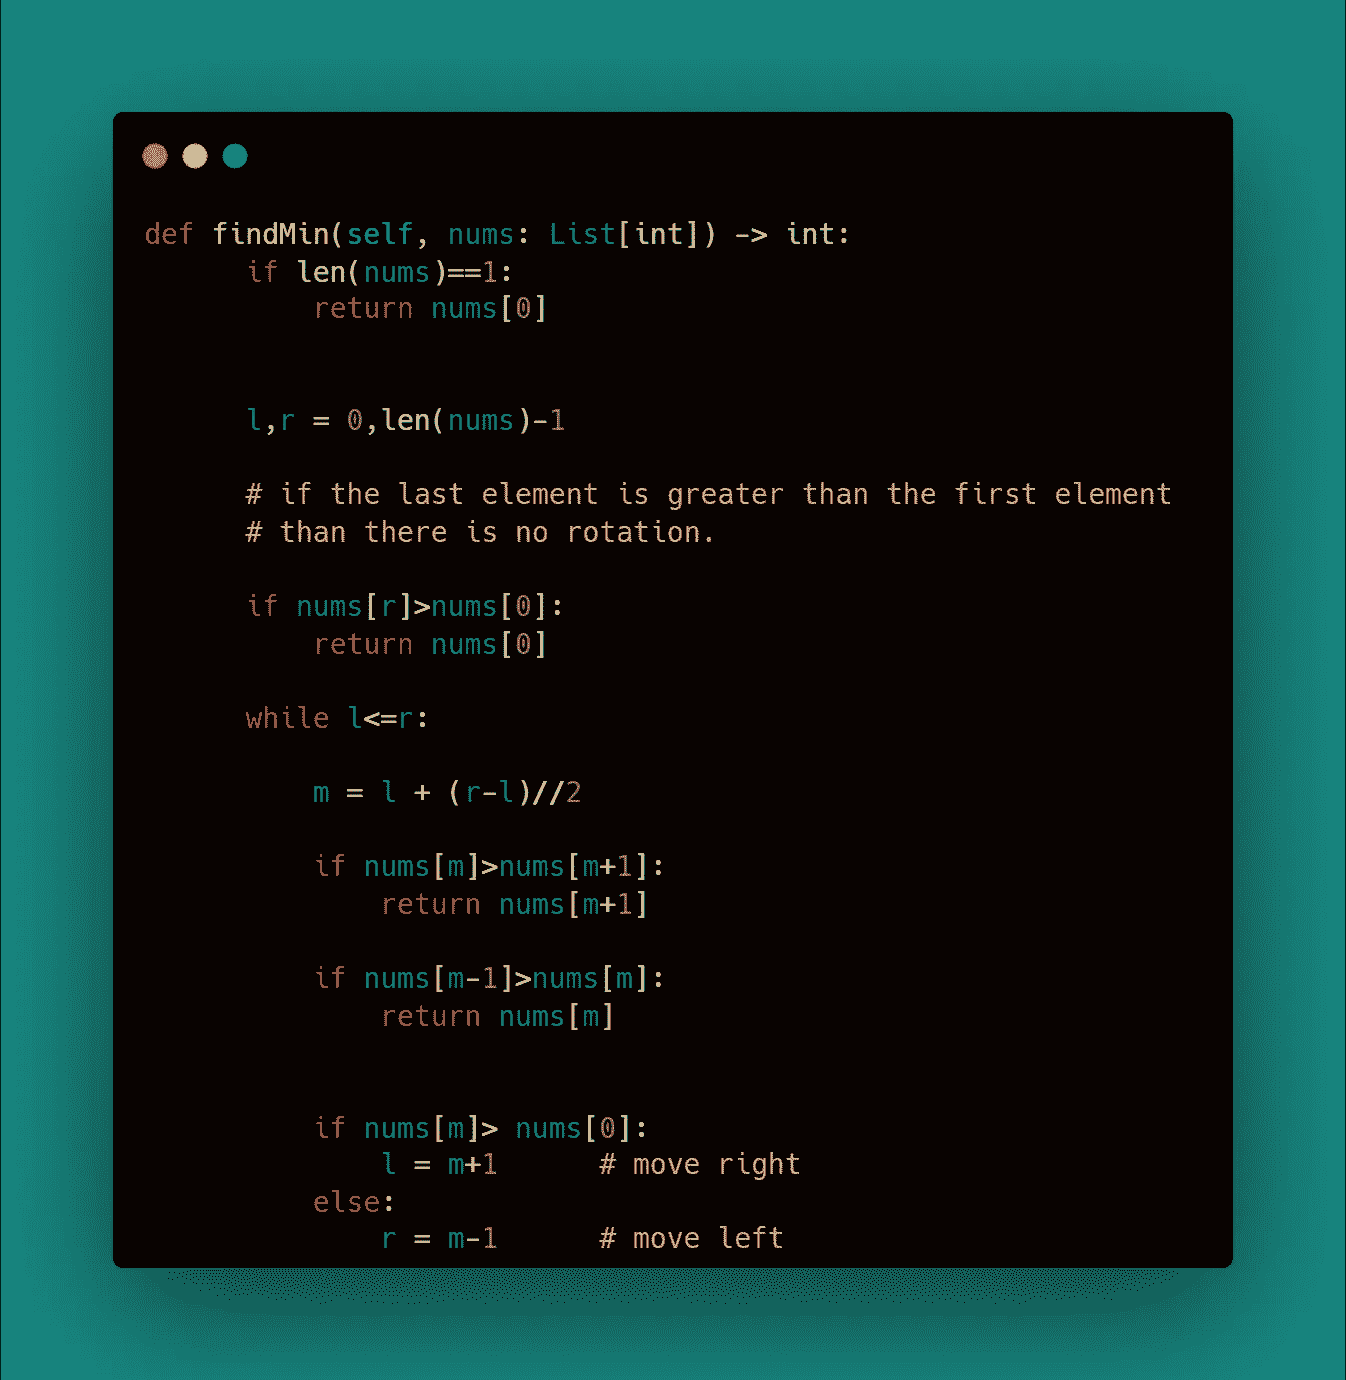 def findMin(self, nums: List[int]) -> int:
      if len(nums)==1:
          return nums[0]
      l,r = 0,len(nums)-1
      # if the last element is greater than the first element
      # than there is no rotation.
      if nums[r]>nums[0]:
          return nums[0]
      while l<=r:
          m = l + (r-l)//2
          if nums[m]>nums[m+1]:
              return nums[m+1]
          if nums[m-1]>nums[m]:
              return nums[m]
          if nums[m]> nums[0]:
              l = m+1      # move right
          else:
              r = m-1      # move left